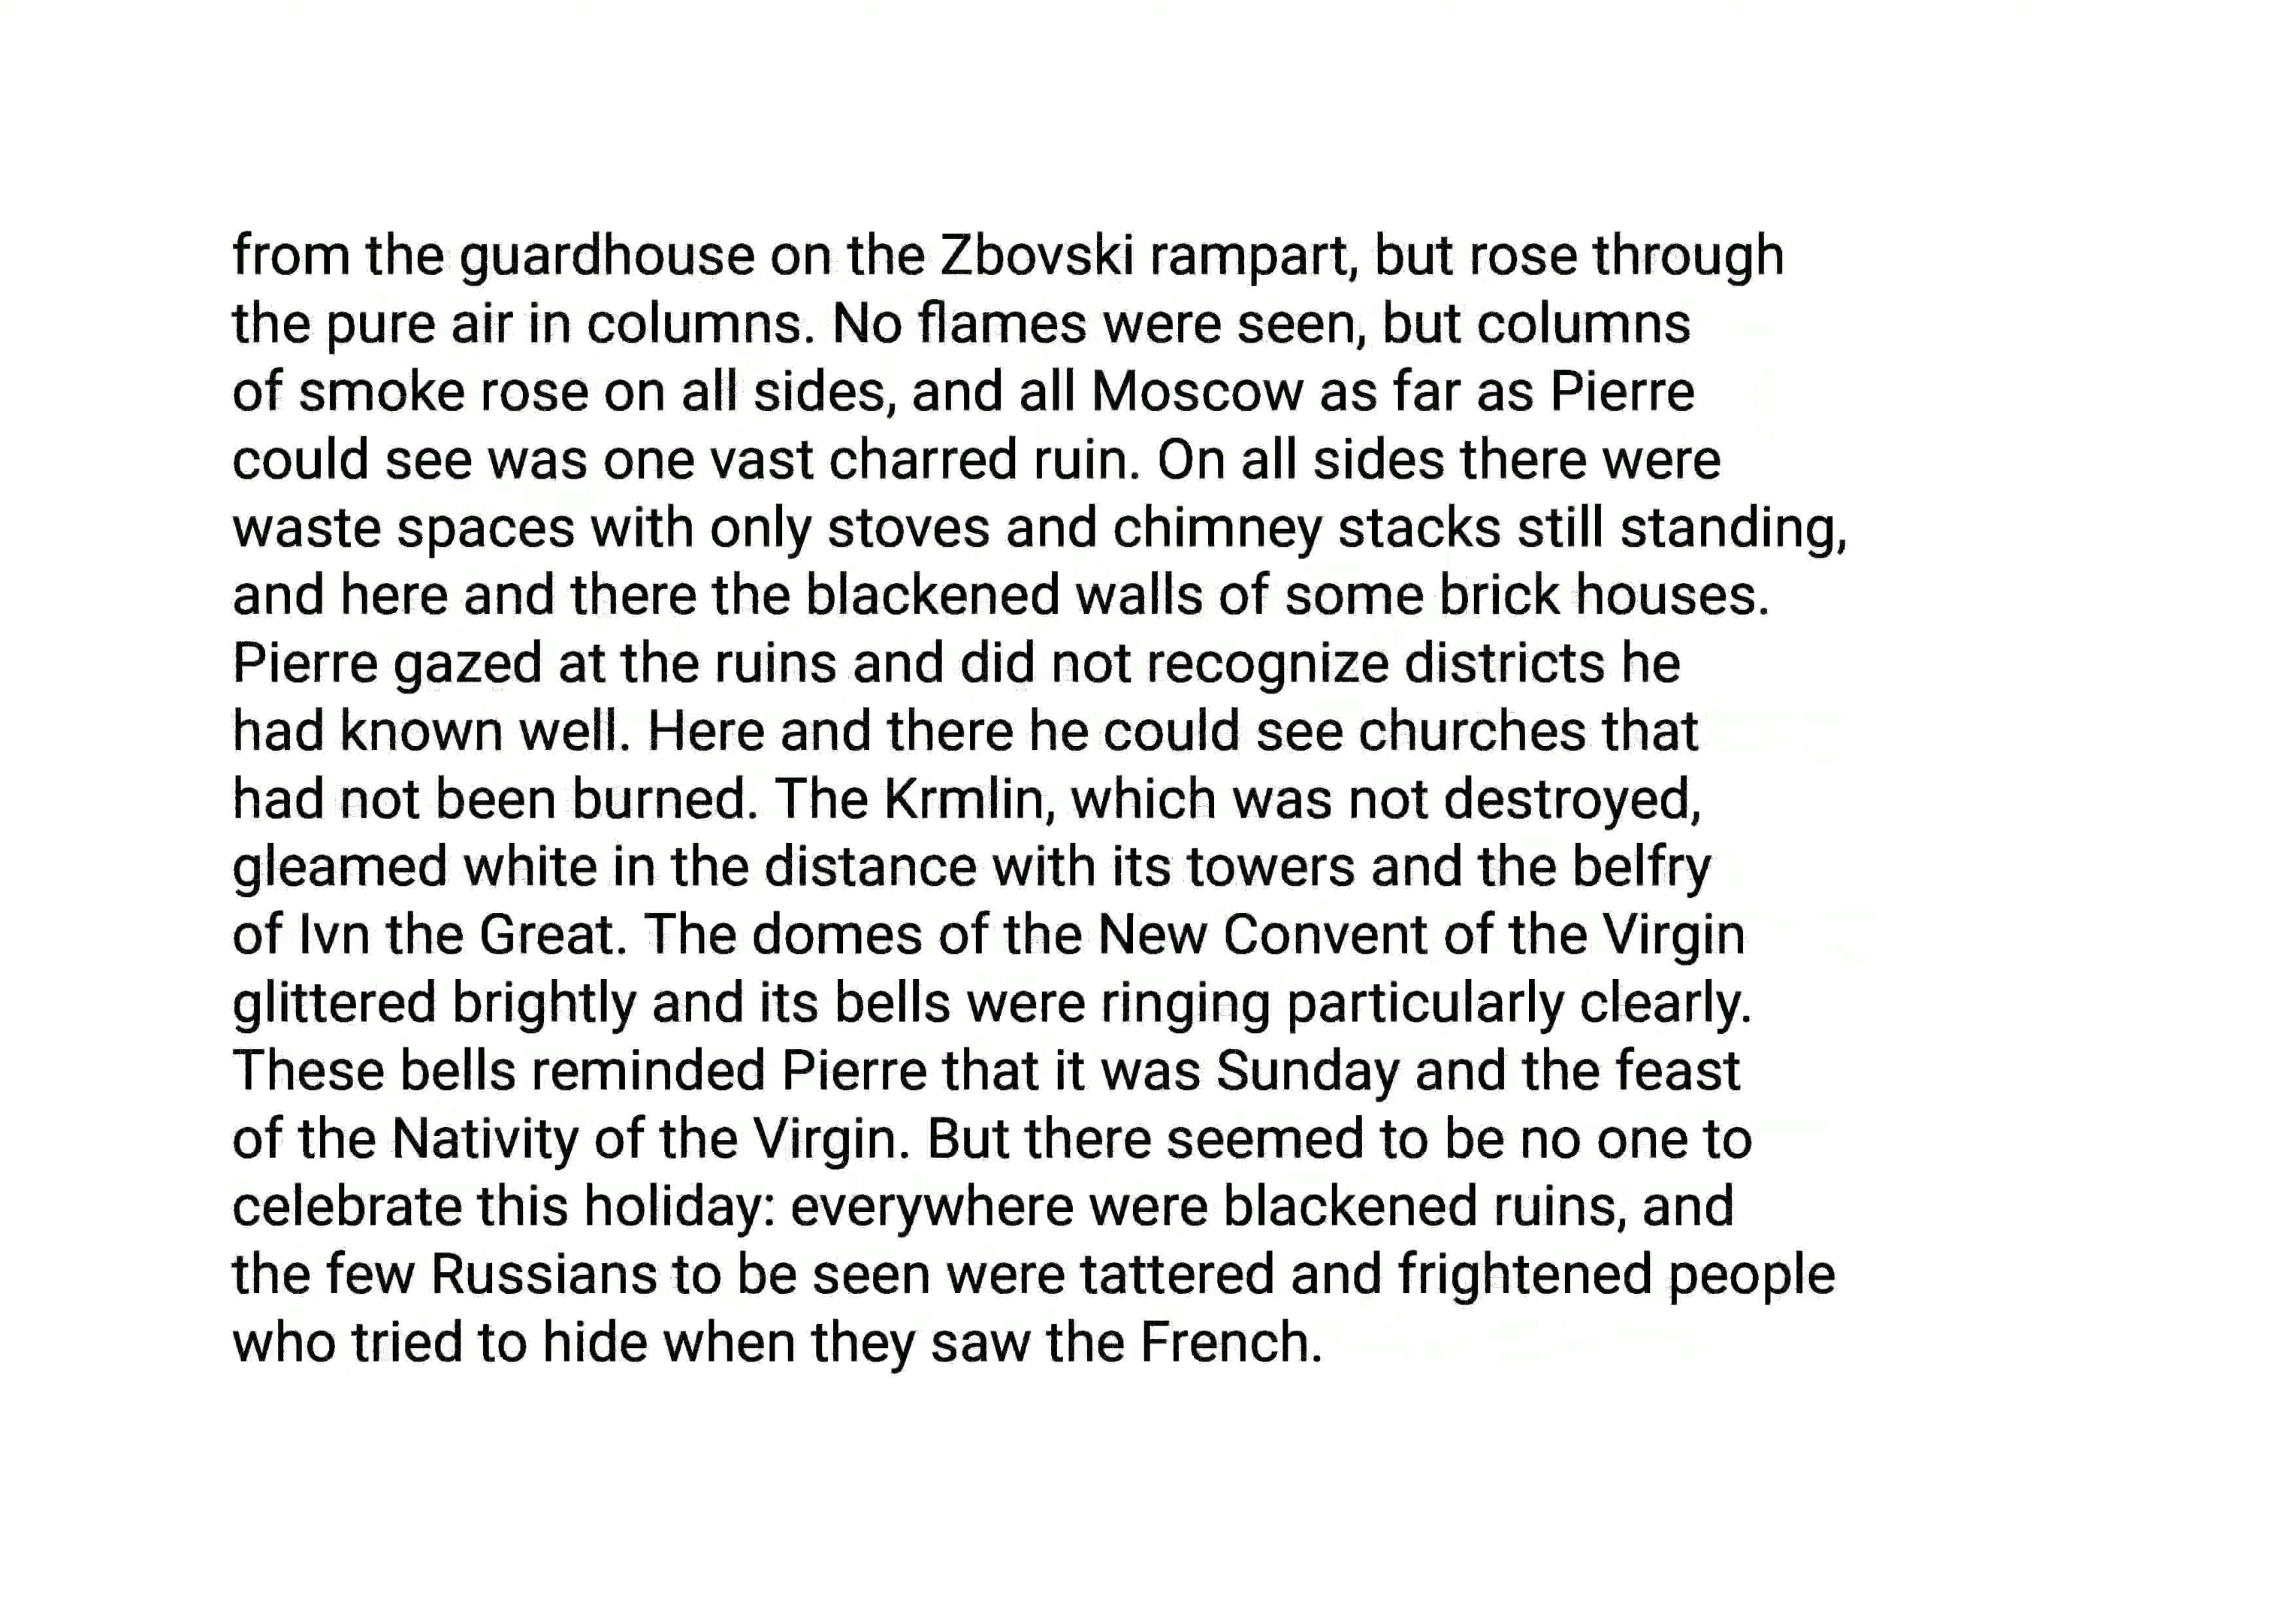 from the guardhouse on the Zbovski rampart, but rose through
the pure air in columns. No flames were seen, but columns
of smoke rose on all sides, and all Moscow as far as Pierre
could see was one vast charred ruin. On all sides there were
waste spaces with only stoves and chimney stacks still standing,
and here and there the blackened walls of some brick houses.
Pierre gazed at the ruins and did not recognize districts he
had known well. Here and there he could see churches that
had not been burned. The Krmlin, which was not destroyed,
gleamed white in the distance with its towers and the belfry
of Ivn the Great. The domes of the New Convent of the Virgin
glittered brightly and its bells were ringing particularly clearly.
These bells reminded Pierre that it was Sunday and the feast
of the Nativity of the Virgin. But there seemed to be no one to
celebrate this holiday: everywhere were blackened ruins, and
the few Russians to be seen were tattered and frightened people
who tried to hide when they saw the French.